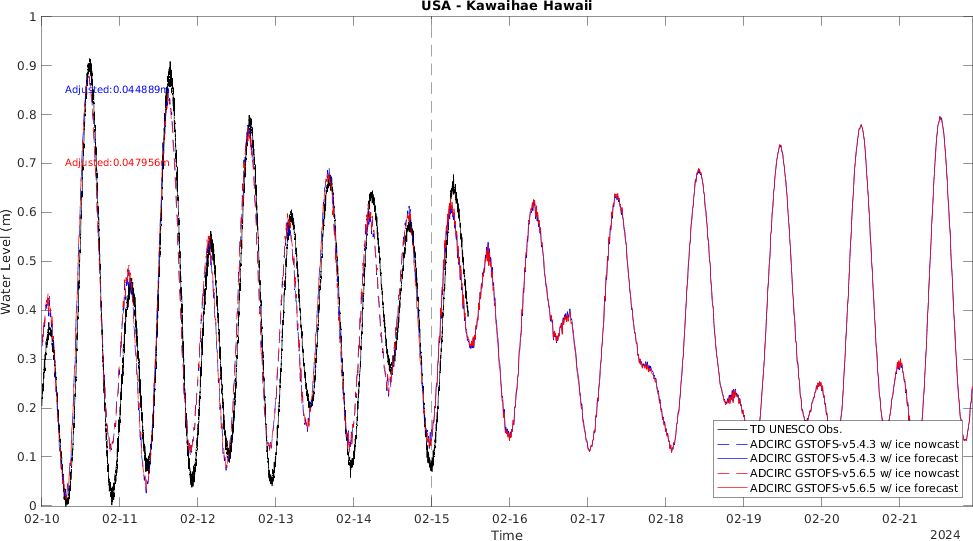 USA - Kawaihae Hawaii
1
0.9
0.8
0.7
0.6
0.5
0.4
0.3
0.2
0.1
0
Water Level (m)
Adjusted:0.044889m
Adjusted:0.047956m
TD UNESCO Obs.
ADCIRC GSTOFS-v5.4.3 w/ ice nowcast
ADCIRC GSTOFS-v5.4.3 w/ ice forecast
ADCIRC GSTOFS-v5.6.5 w/ ice nowcast
ADCIRC GSTOFS-v5.6.5 w/ ice forecast
02-10 02-11 02-12 02-13 02-14 02-15 02-16 02-17 02-18 02-19 02-20 02-21
Time
2024